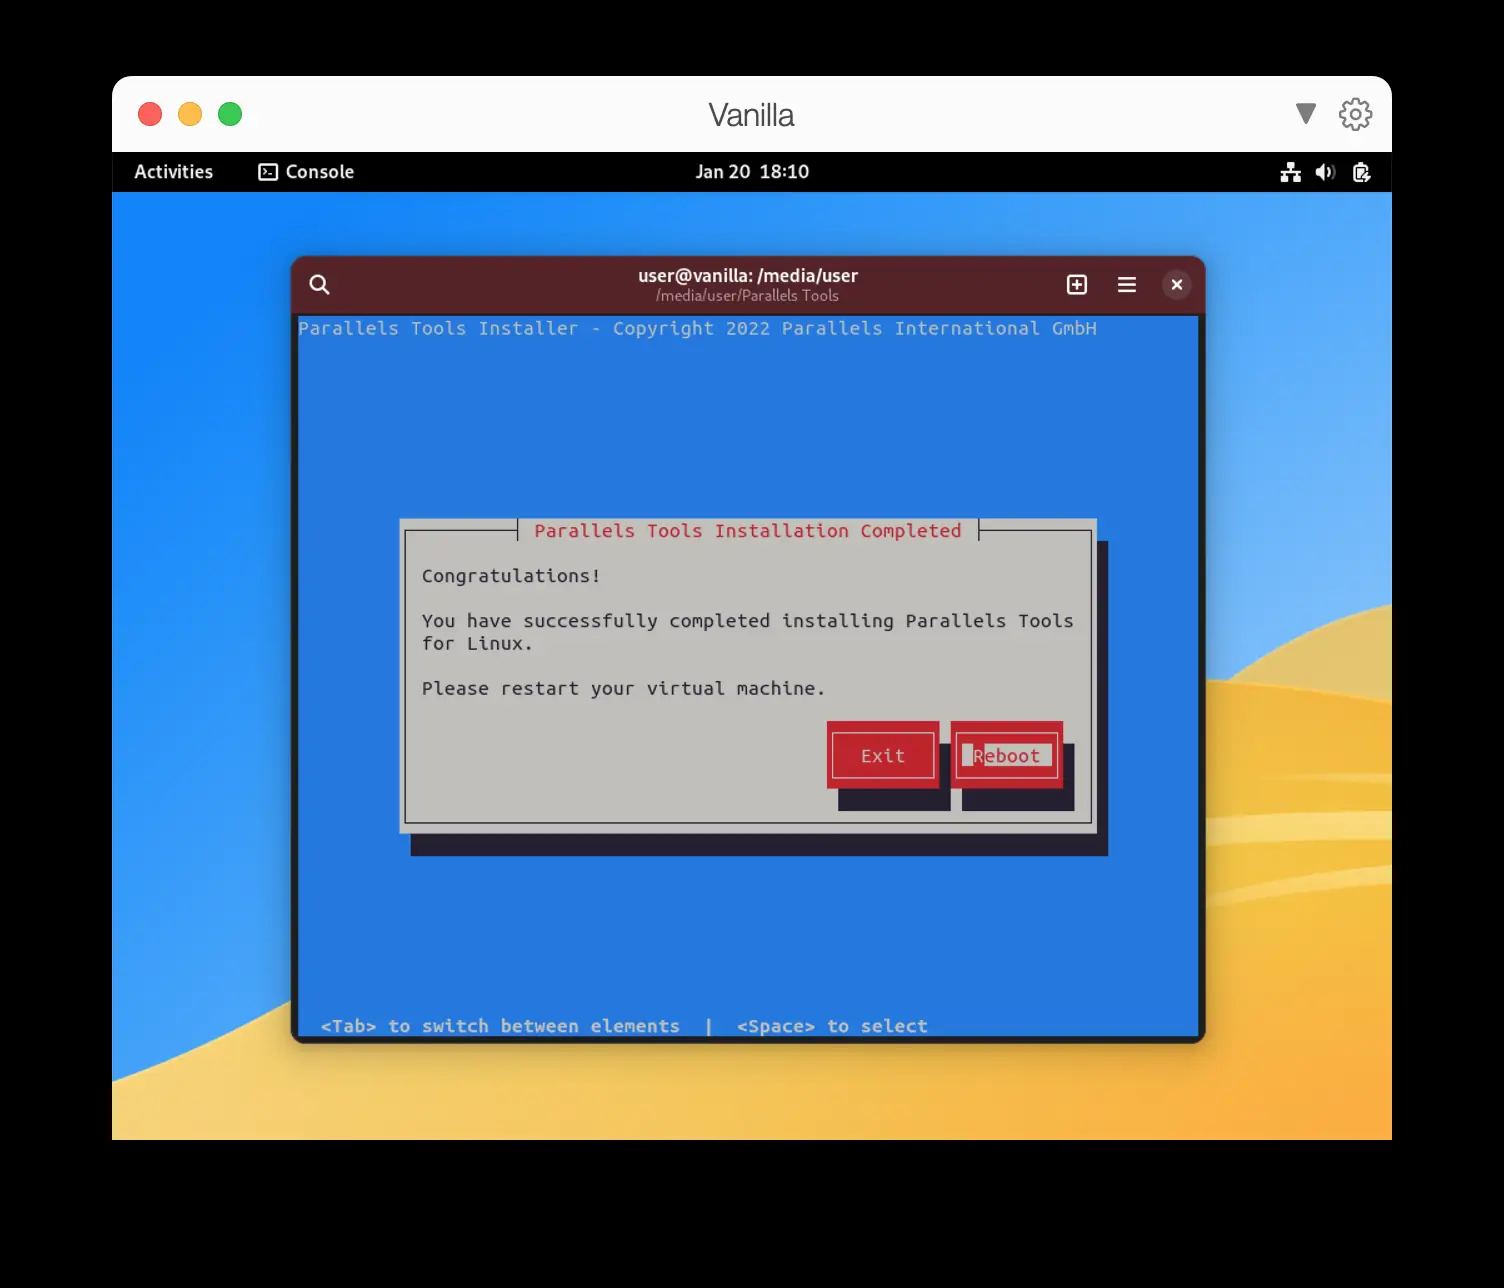 Vanilla
Activities Console Jan 20 18:10
user@vanilla: /media/user
/media/user/Parallels Tools
Parallels Tools Installer - Copyright 2022 Parallels International GmbH
Parallels Tools Installation Completed
Congratulations!
You have successfully completed installing Parallels Tools
for Linux.
Please restart your virtual machine.
Exit Reboot
<Tab> to switch between elements | <Space> to select